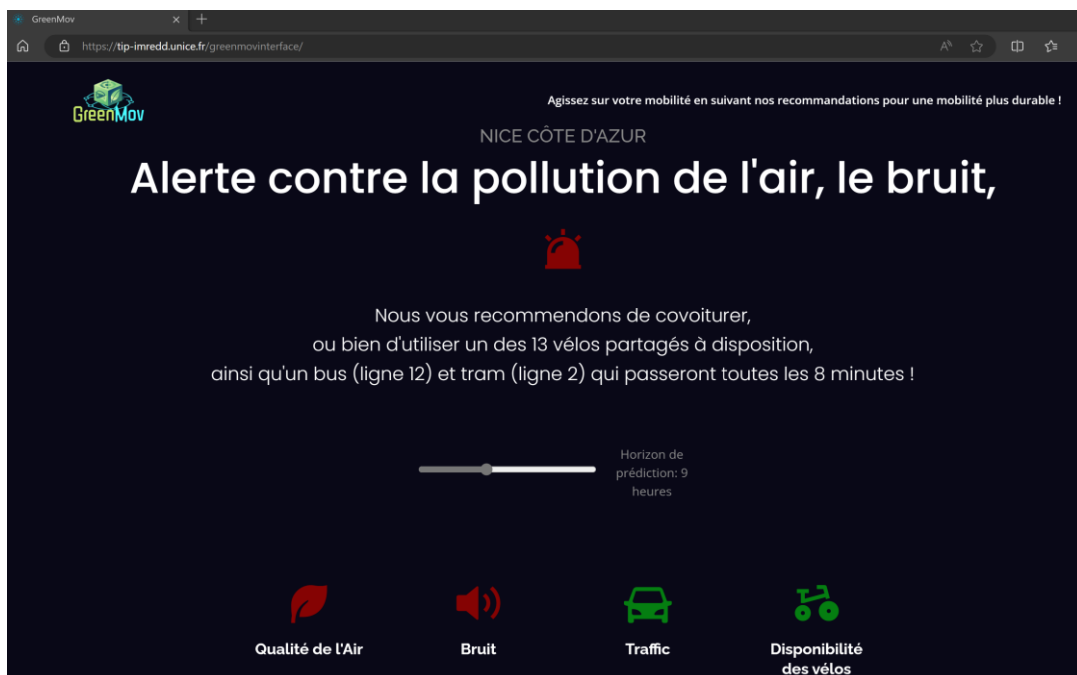 GreenMov
https://tip-imredd.unice.fr/greenmovinterface/
GreenMov
Agissez sur votre mobilité en suivant nos recommandations pour une mobilité plus durable !
NICE CÔTE D'AZUR
Alerte contre la pollution de l'air, le bruit,
Nous vous recommendons de covoiturer,
ou bien d'utiliser un des 13 vélos partagés à disposition,
ainsi qu'un bus (ligne 12) et tram (ligne 2) qui passeront toutes les 8 minutes !
Horizon de
prédiction: 9
heures
Qualité de l'Air
Bruit
Traffic
Disponibilité
des vélos